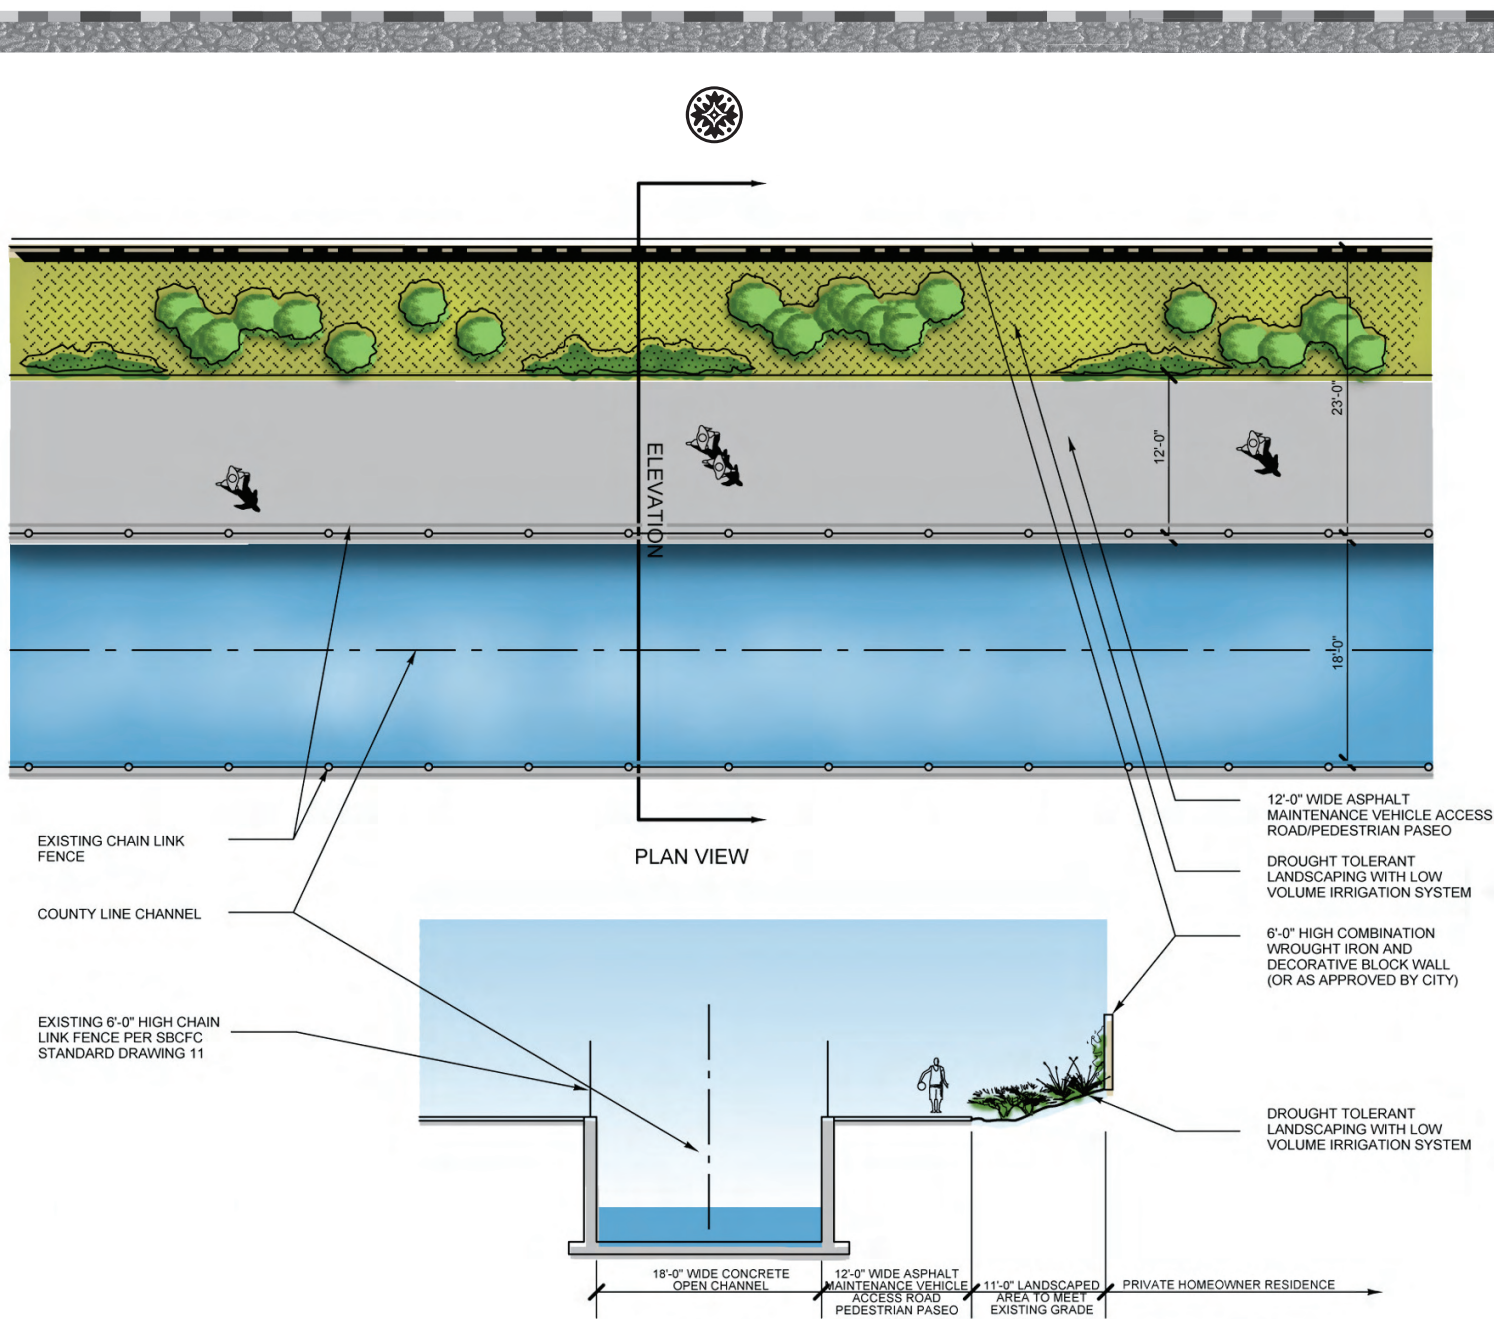 ELEVATION
12'-0"
23'-0"
18'-0"
EXISTING CHAIN LINK
FENCE
COUNTY LINE CHANNEL
EXISTING 6'-0" HIGH CHAIN
LINK FENCE PER SBCFC
STANDARD DRAWING 11
PLAN VIEW
12'-0" WIDE ASPHALT
MAINTENANCE VEHICLE ACCESS
ROAD/PEDESTRIAN PASEO
DROUGHT TOLERANT
LANDSCAPING WITH LOW
VOLUME IRRIGATION SYSTEM
6'-0" HIGH COMBINATION
WROUGHT IRON AND
DECORATIVE BLOCK WALL
(OR AS APPROVED BY CITY)
DROUGHT TOLERANT
LANDSCAPING WITH LOW
VOLUME IRRIGATION SYSTEM
18'-0" WIDE CONCRETE
OPEN CHANNEL
12'-0" WIDE ASPHALT
MAINTENANCE VEHICLE
ACCESS ROAD
PEDESTRIAN PASEO
11'-0" LANDSCAPED
AREA TO MEET
EXISTING GRADE
PRIVATE HOMEOWNER RESIDENCE